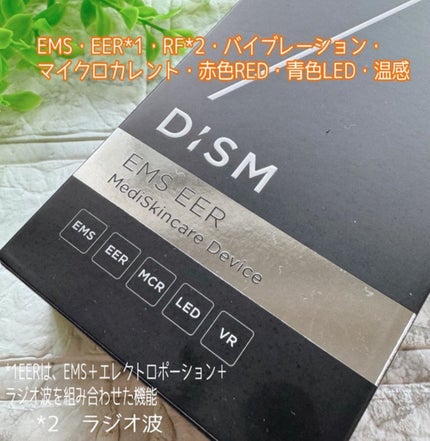 EMS・EER*1・RF*2・バイブレーション・
マイクロカレント・赤色RED・青色LED・温感
DiSM
EMS EER
MediSkincare Device
EMS
EER
MCR
LED
VR
*1EERは、EMS＋エレクトロポーション＋
ラジオ波を組み合わせた機能
*2　ラジオ波